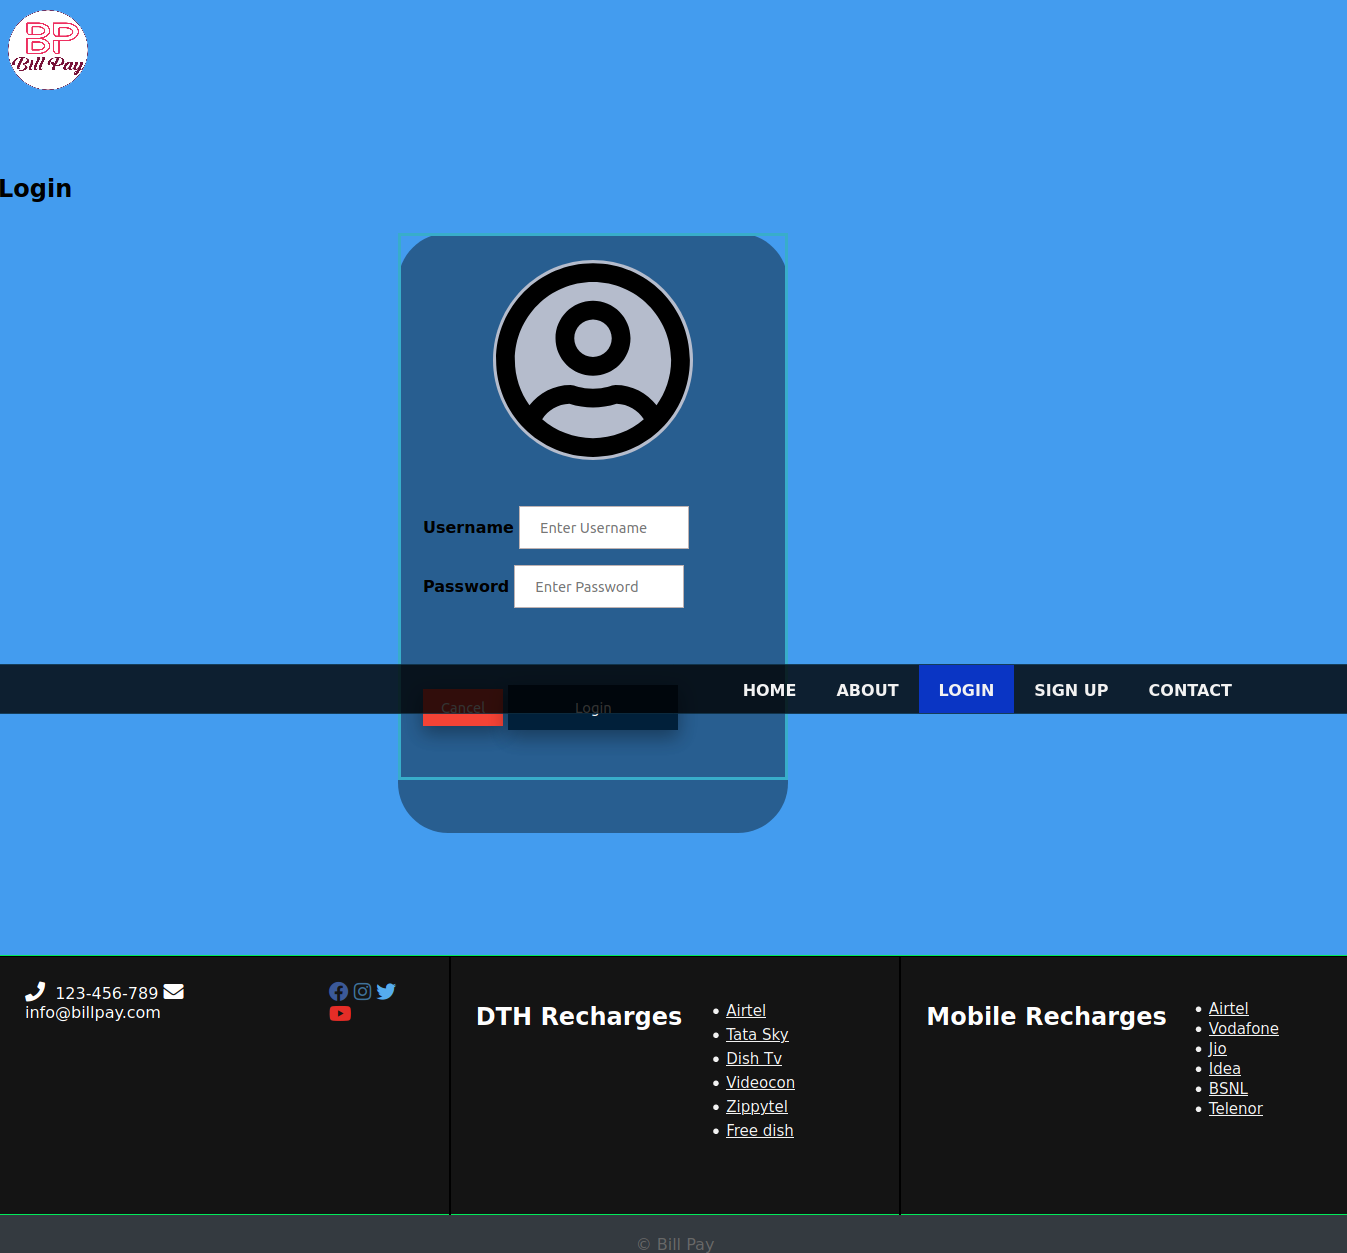 BP
Bill Pay
Login
Username Enter Username
Password Enter Password
HOME ABOUT LOGIN SIGN UP CONTACT
Cancel Login
123-456-789
info@billpay.com
DTH Recharges
• Airtel
• Tata Sky
• Dish Tv
• Videocon
• Zippytel
• Free dish
Mobile Recharges
• Airtel
• Vodafone
• Jio
• Idea
• BSNL
• Telenor
© Bill Pay